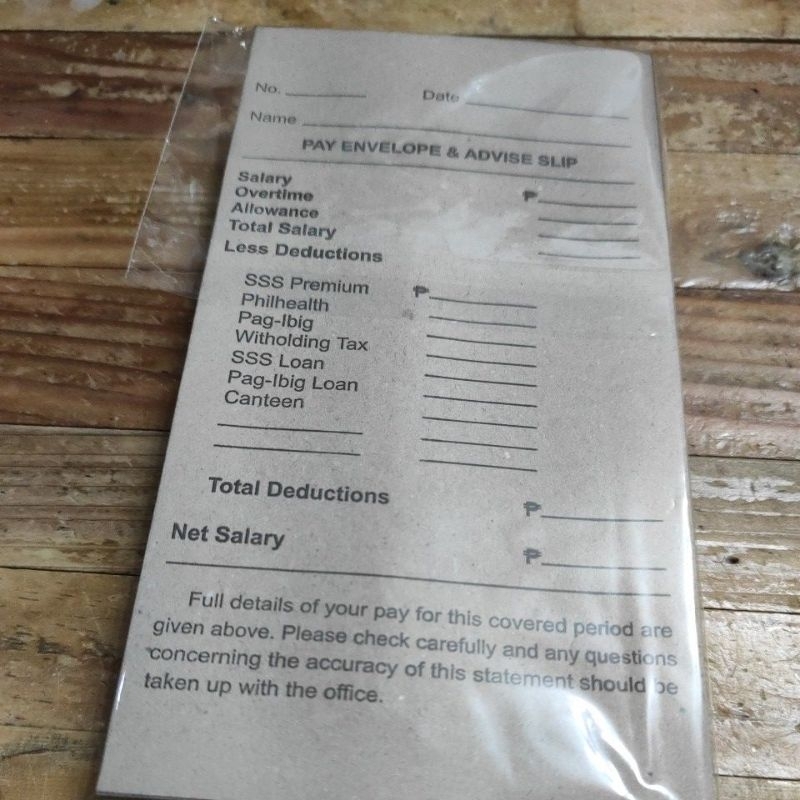 No. Date
Name
PAY ENVELOPE & ADVISE SLIP
Salary ₱
Overtime
Allowance
Total Salary
Less Deductions
SSS Premium ₱
Philhealth
Pag-Ibig
Witholding Tax
SSS Loan
Pag-Ibig Loan
Canteen
Total Deductions ₱
Net Salary ₱
Full details of your pay for this covered period are
given above. Please check carefully and any questions
concerning the accuracy of this statement should be
taken up with the office.